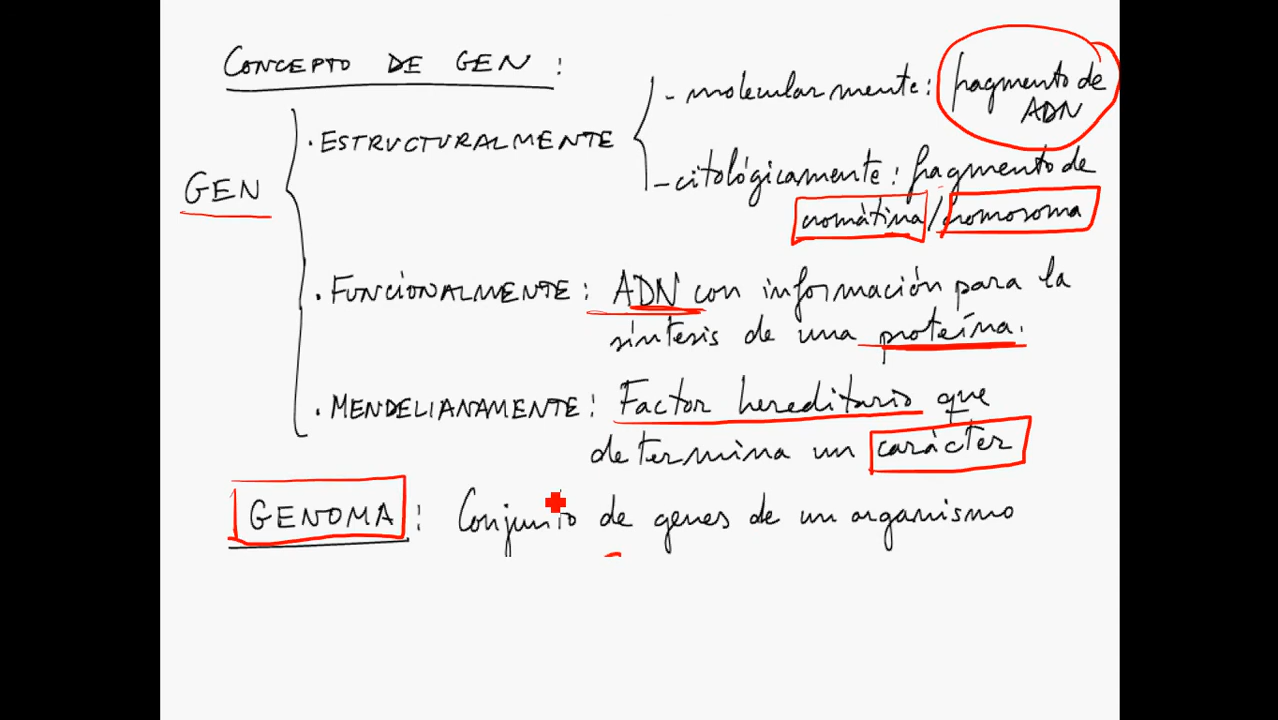 CONCEPTO DE GEN :
GEN
· ESTRUCTURALMENTE
- molecularmente: fragmento de
ADN
- citológicamente: fragmento de
cromàtina/cromosoma
· FUNCIONALMENTE: ADN con información para la
síntesis de una proteína.
· MENDELIANAMENTE: Factor hereditario que
determina un carácter
GENOMA: Conjunto de genes de un organismo